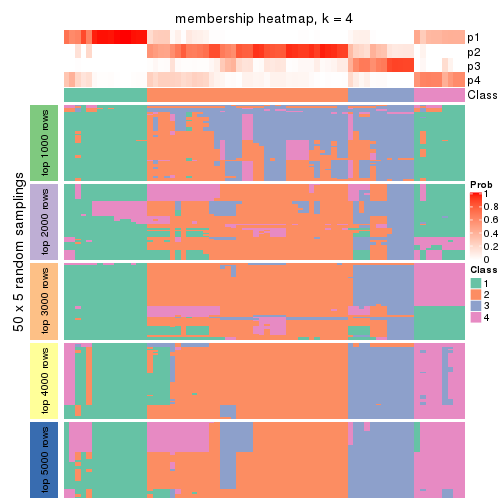 membership heatmap, k = 4
p1
p2
p3
p4
Class
50 x 5 random samplings
top 1000 rows
top 2000 rows
top 3000 rows
top 4000 rows
top 5000 rows
Prob
1
0.8
0.6
0.4
0.2
0
Class
1
2
3
4